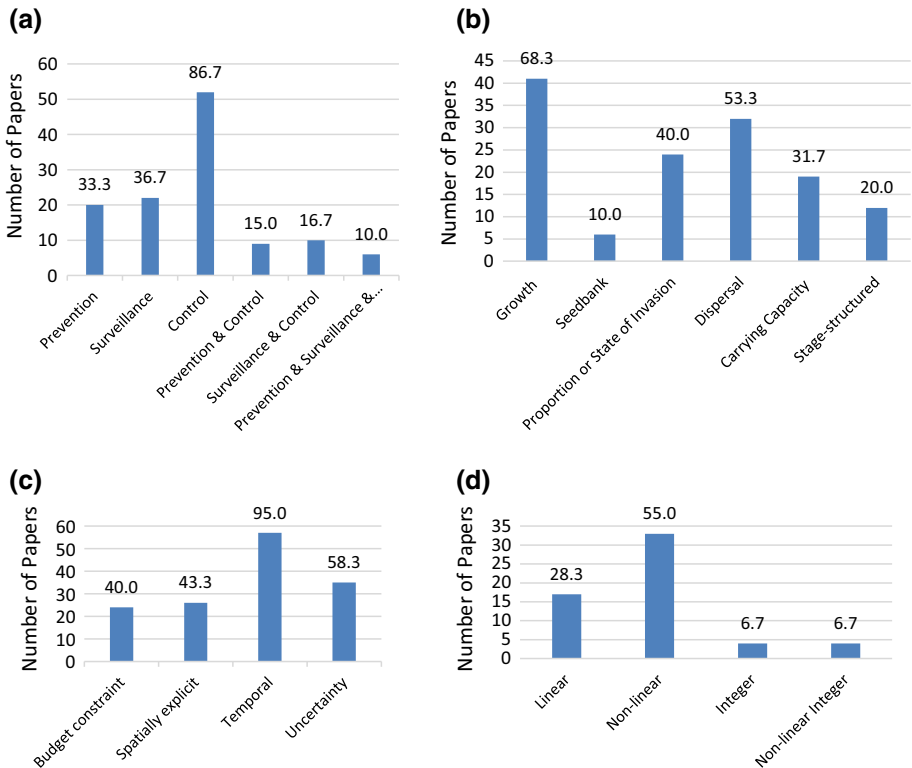 (a)
Number of Papers
60
50
40
30
20
10
0
33.3
36.7
86.7
15.0
16.7
10.0
Prevention
Surveillance
Control
Prevention & Control
Surveillance & Control
Prevention & Surveillance &...
(b)
Number of Papers
45
40
35
30
25
20
15
10
5
0
68.3
10.0
40.0
53.3
31.7
20.0
Growth
Seedbank
Proportion or State of Invasion
Dispersal
Carrying Capacity
Stage-structured
(c)
Number of Papers
60
50
40
30
20
10
0
40.0
43.3
95.0
58.3
Budget constraint
Spatially explicit
Temporal
Uncertainty
(d)
Number of Papers
35
30
25
20
15
10
5
0
28.3
55.0
6.7
6.7
Linear
Non-linear
Integer
Non-linear Integer